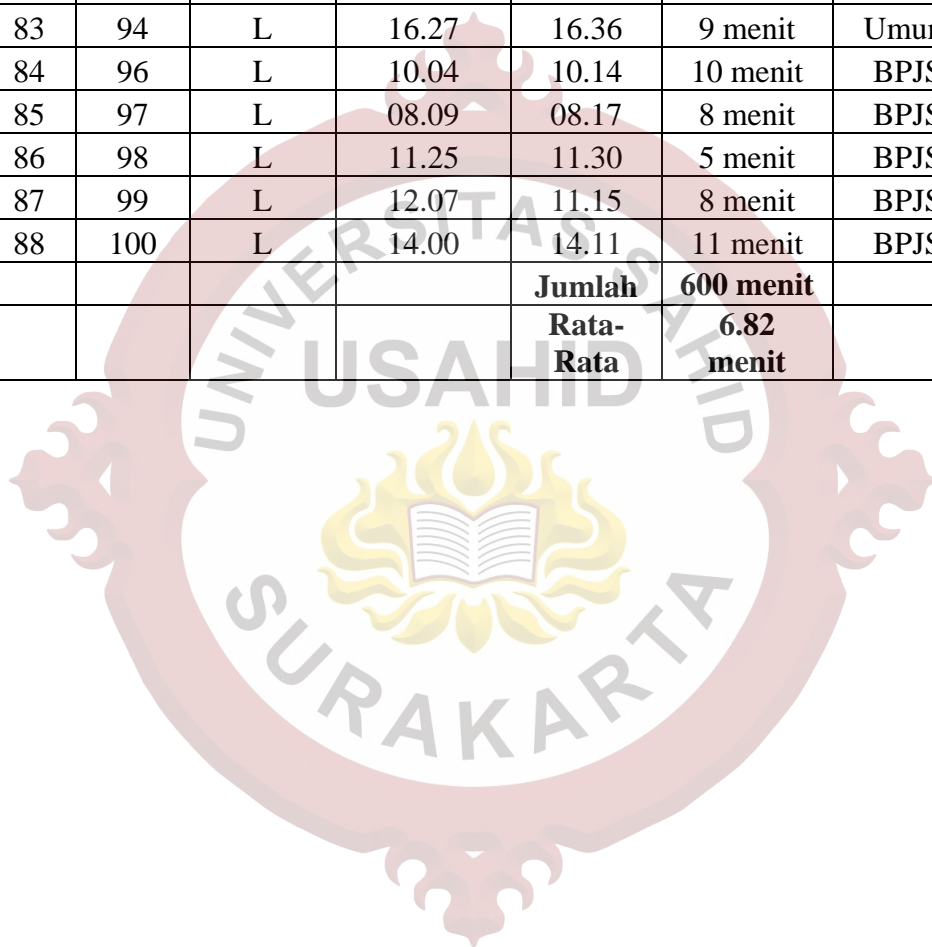 83 94 L 16.27 16.36 9 menit Umum
84 96 L 10.04 10.14 10 menit BPJS
85 97 L 08.09 08.17 8 menit BPJS
86 98 L 11.25 11.30 5 menit BPJS
87 99 L 12.07 11.15 8 menit BPJS
88 100 L 14.00 14.11 11 menit BPJS
Jumlah 600 menit
Rata- 6.82
Rata menit
UNIVERSITAS SAHID
USAHID
SURAKARTA